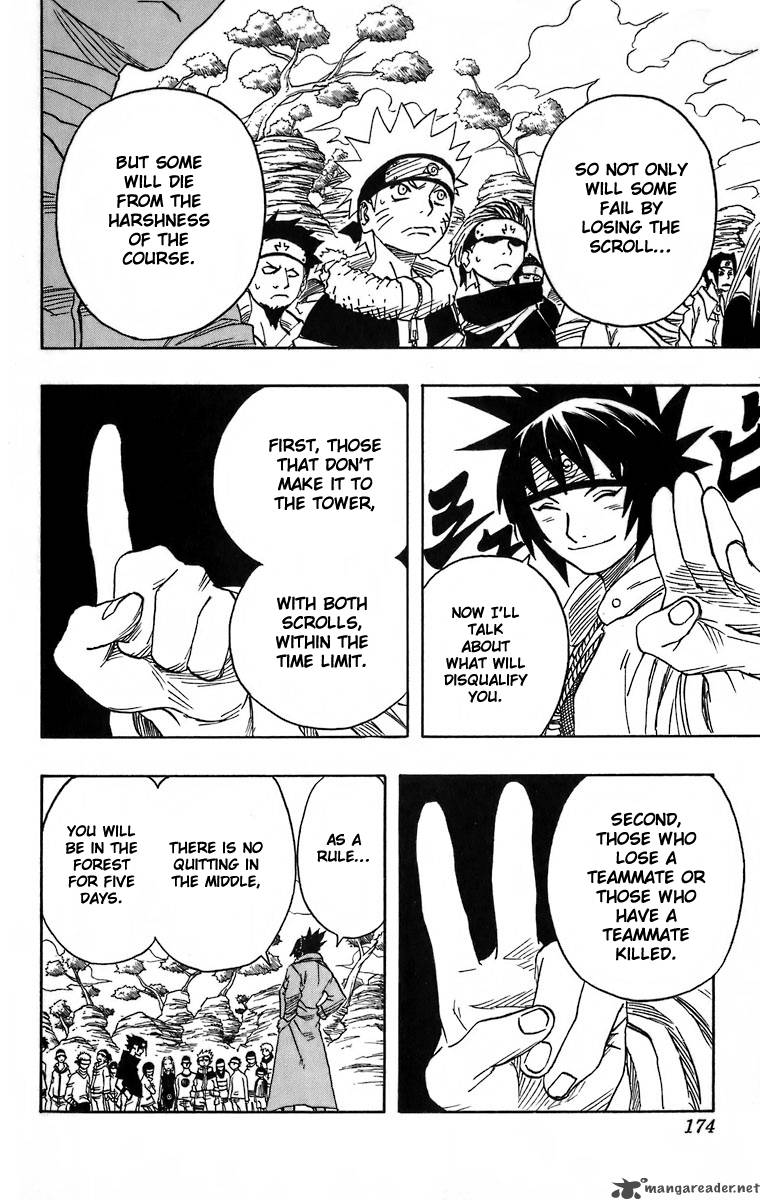 SO NOT ONLY
WILL SOME
FAIL BY
LOSING THE
SCROLL...
BUT SOME
WILL DIE
FROM THE
HARSHNESS
OF THE
COURSE.
NOW I'LL
TALK
ABOUT
WHAT WILL
DISQUALIFY
YOU.
FIRST, THOSE
THAT DON'T
MAKE IT TO
THE TOWER,
WITH BOTH
SCROLLS,
WITHIN THE
TIME LIMIT.
SECOND,
THOSE WHO
LOSE A
TEAMMATE OR
THOSE WHO
HAVE A
TEAMMATE
KILLED.
AS A
RULE...
THERE IS NO
QUITTING IN
THE MIDDLE,
YOU WILL
BE IN THE
FOREST
FOR FIVE
DAYS.
174
mangareader.net